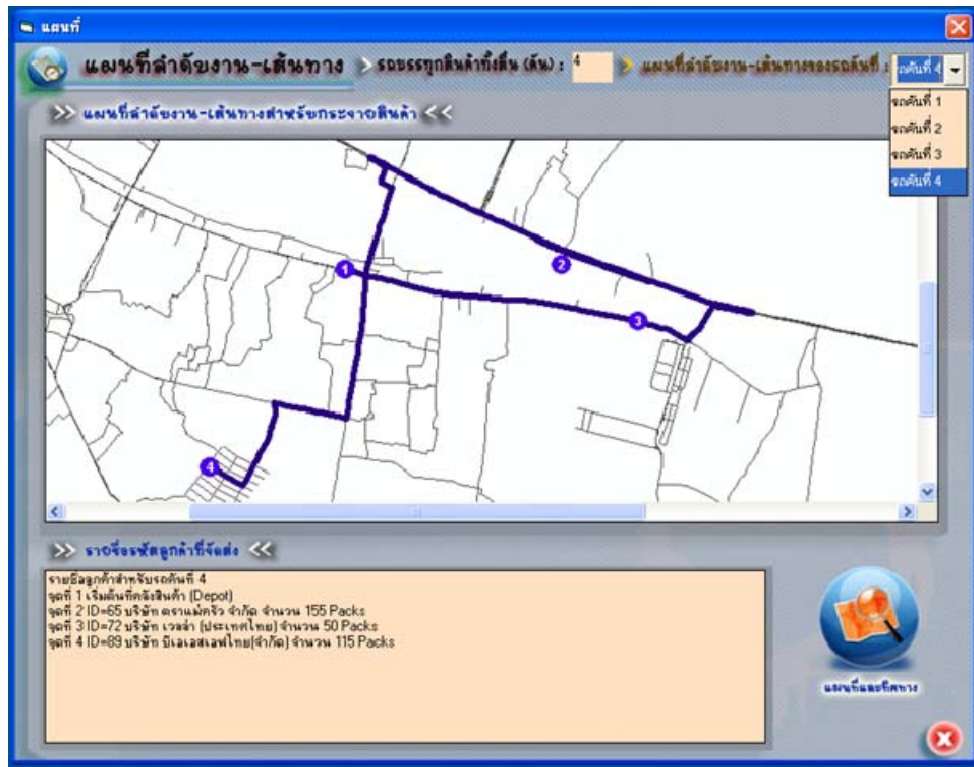 แผนที่
แผนที่ลำดับงาน-เส้นทาง
รถบรรทุกสินค้าทั้งสิ้น (คัน) : 4
แผนที่ลำดับงาน-เส้นทางของรถคันที่ : รถคันที่ 4
รถคันที่ 1
รถคันที่ 2
รถคันที่ 3
รถคันที่ 4
>> แผนที่ลำดับงาน-เส้นทางสำหรับกระจายสินค้า <<
1
2
3
4
>> รายชื่อรหัสลูกค้าที่จัดส่ง <<
รายชื่อลูกค้าสำหรับรถคันที่ 4
จุดที่ 1 เริ่มต้นที่คลังสินค้า (Depot)
จุดที่ 2 ID=65 บริษัท ตราแม่ครัว จำกัด จำนวน 155 Packs
จุดที่ 3 ID=72 บริษัท เวลล่า (ประเทศไทย) จำนวน 50 Packs
จุดที่ 4 ID=89 บริษัท บีเอเอสเอฟไทย(จำกัด) จำนวน 115 Packs
แผนที่และทิศทาง